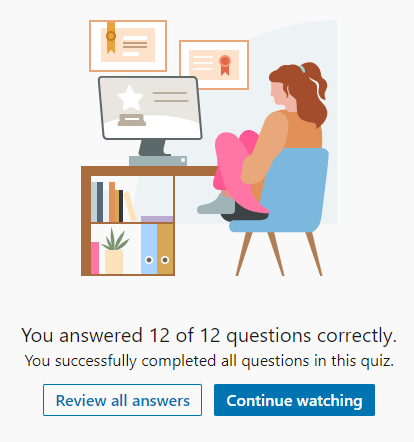 You answered 12 of 12 questions correctly.
You successfully completed all questions in this quiz.
Review all answers
Continue watching